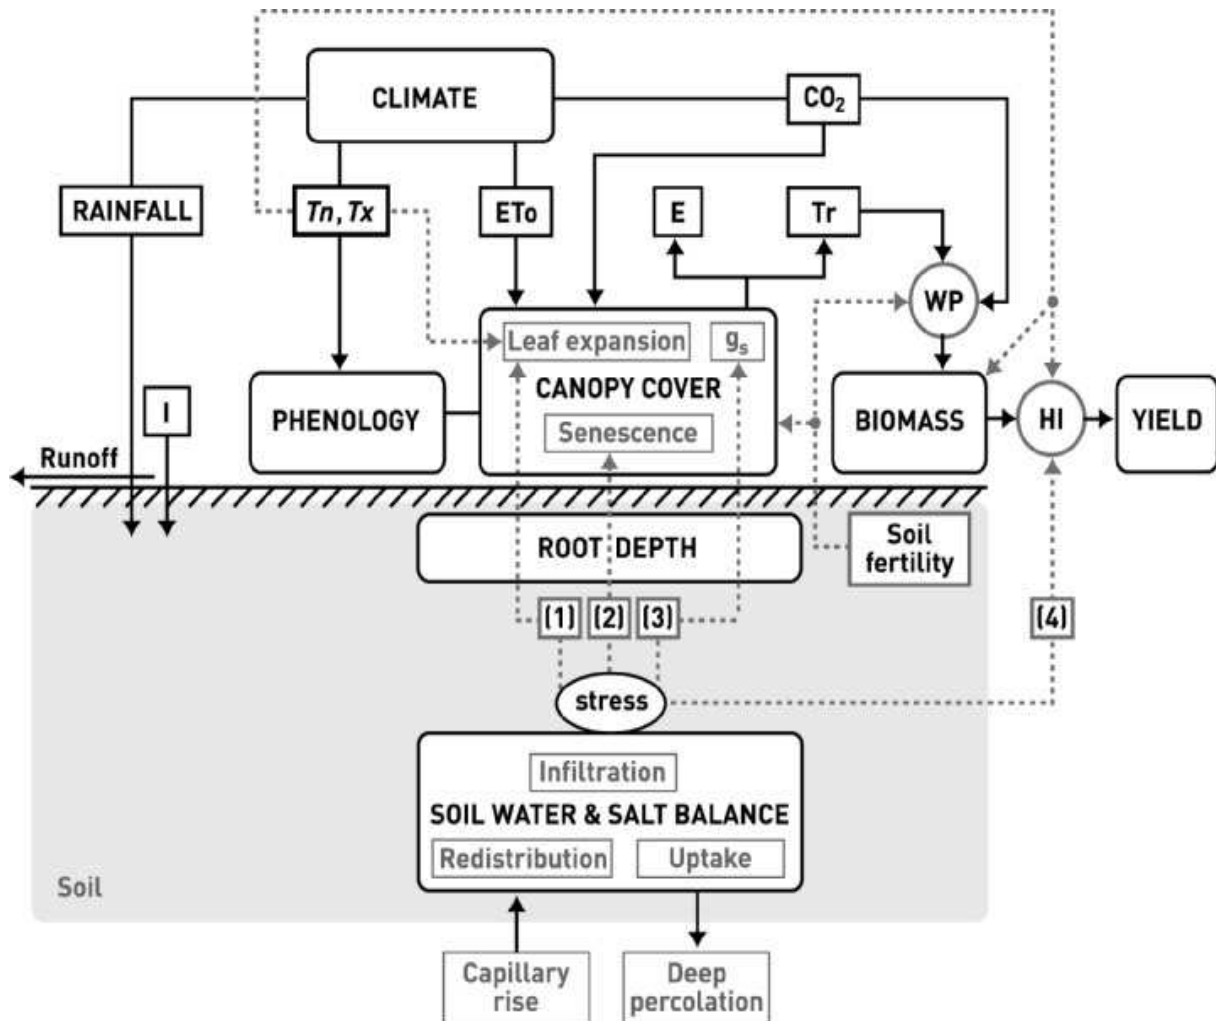 CLIMATE
CO₂
RAINFALL
Tn, Tx
ETo
E
Tr
WP
Leaf expansion
gₛ
CANOPY COVER
Senescence
PHENOLOGY
I
BIOMASS
HI
YIELD
Runoff
ROOT DEPTH
Soil
fertility
(1)
(2)
(3)
(4)
stress
Infiltration
SOIL WATER & SALT BALANCE
Redistribution
Uptake
Soil
Capillary
rise
Deep
percolation